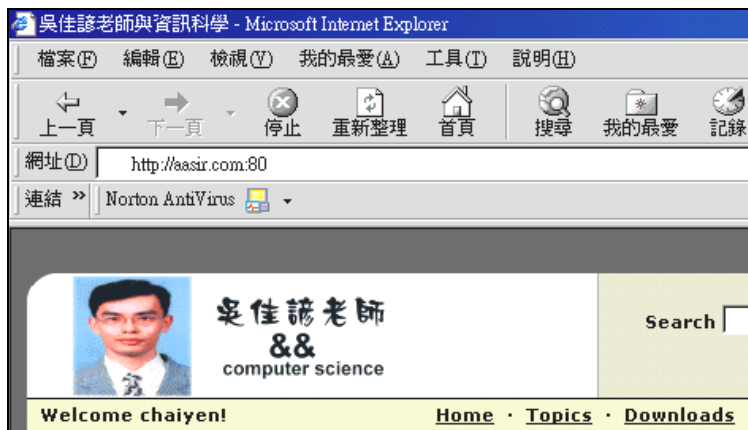 吳佳諺老師與資訊科學 - Microsoft Internet Explorer
檔案(F) 編輯(E) 檢視(V) 我的最愛(A) 工具(T) 說明(H)
上一頁 下一頁 停止 重新整理 首頁 搜尋 我的最愛 記錄
網址(D) http://aasir.com:80
連結 » Norton AntiVirus
吳佳諺老師
&&
computer science
Search
Welcome chaiyen!
Home · Topics · Downloads